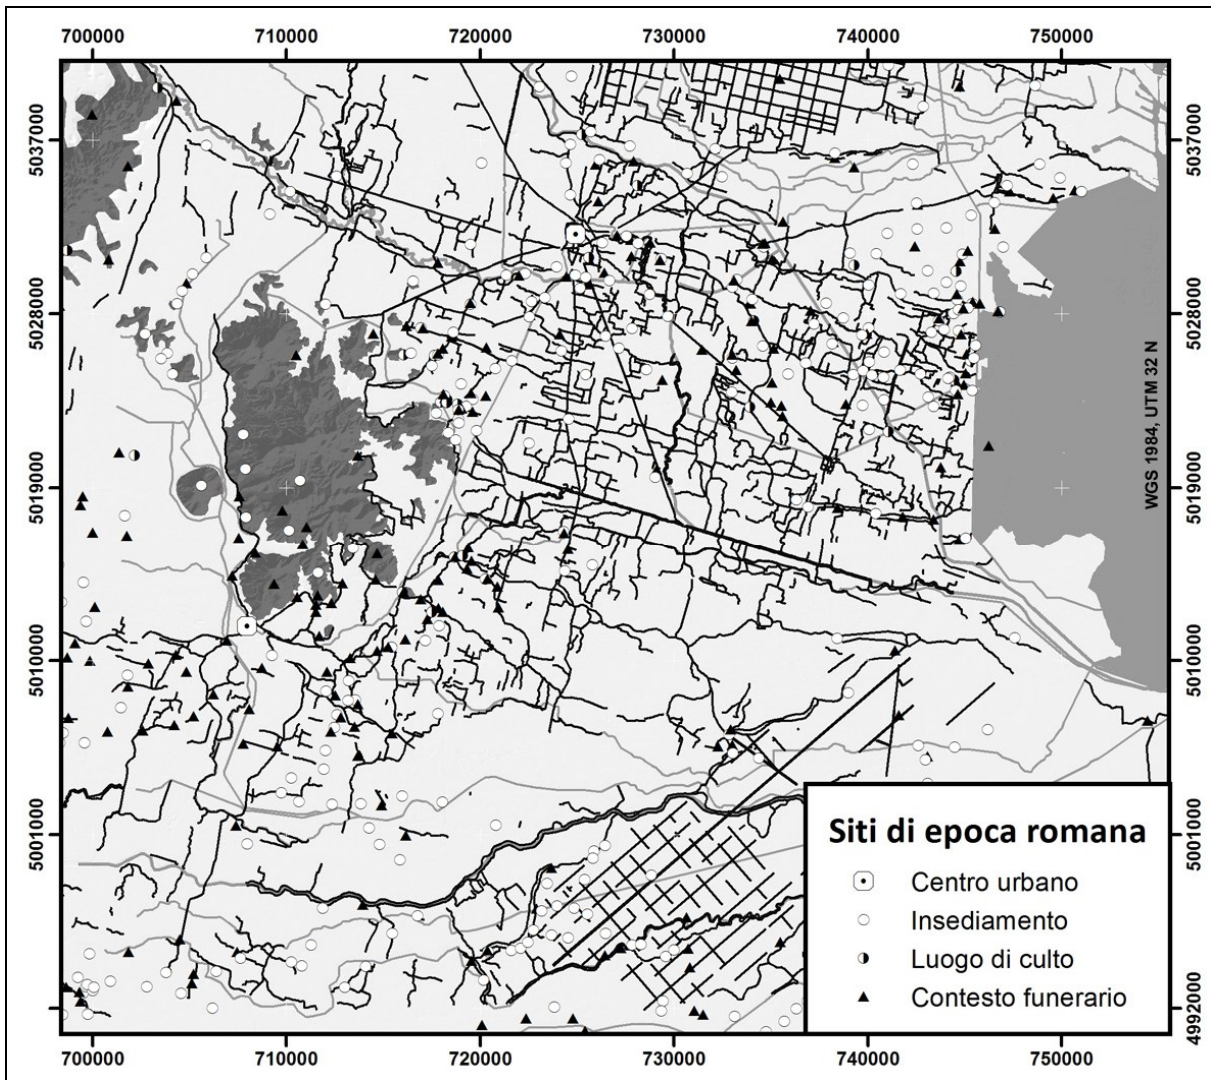 700000 710000 720000 730000 740000 750000
5037000 5037000
5028000 5028000
5019000 5019000
5010000 5010000
5001000 5001000
4992000
WGS 1984, UTM 32 N
Siti di epoca romana
Centro urbano
Insediamento
Luogo di culto
Contesto funerario
700000 710000 720000 730000 740000 750000